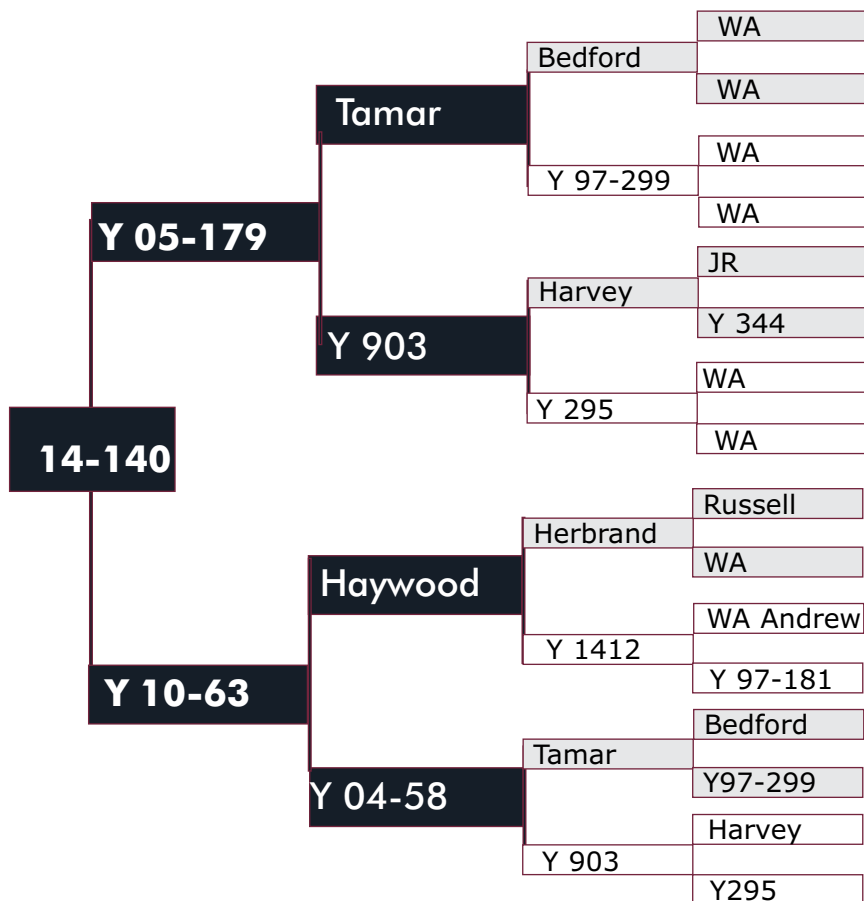 WA
Bedford
WA
Tamar
WA
Y 97-299
WA
Y 05-179
JR
Harvey
Y 344
Y 903
WA
Y 295
WA
14-140
Russell
Herbrand
WA
Haywood
WA Andrew
Y 1412
Y 97-181
Y 10-63
Bedford
Tamar
Y97-299
Y 04-58
Harvey
Y 903
Y295